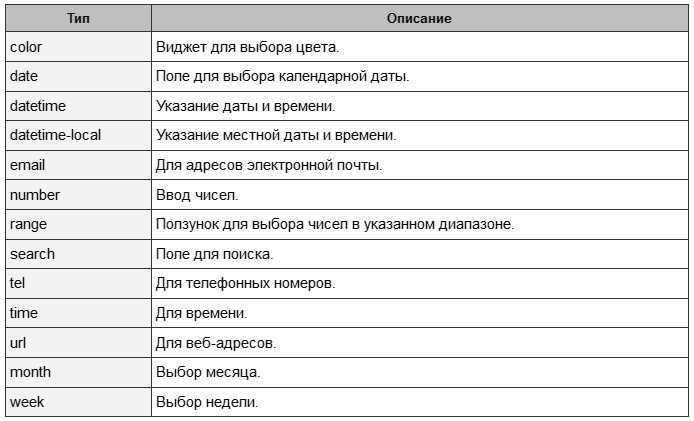 Тип Описание
color Виджет для выбора цвета.
date Поле для выбора календарной даты.
datetime Указание даты и времени.
datetime-local Указание местной даты и времени.
email Для адресов электронной почты.
number Ввод чисел.
range Ползунок для выбора чисел в указанном диапазоне.
search Поле для поиска.
tel Для телефонных номеров.
time Для времени.
url Для веб-адресов.
month Выбор месяца.
week Выбор недели.